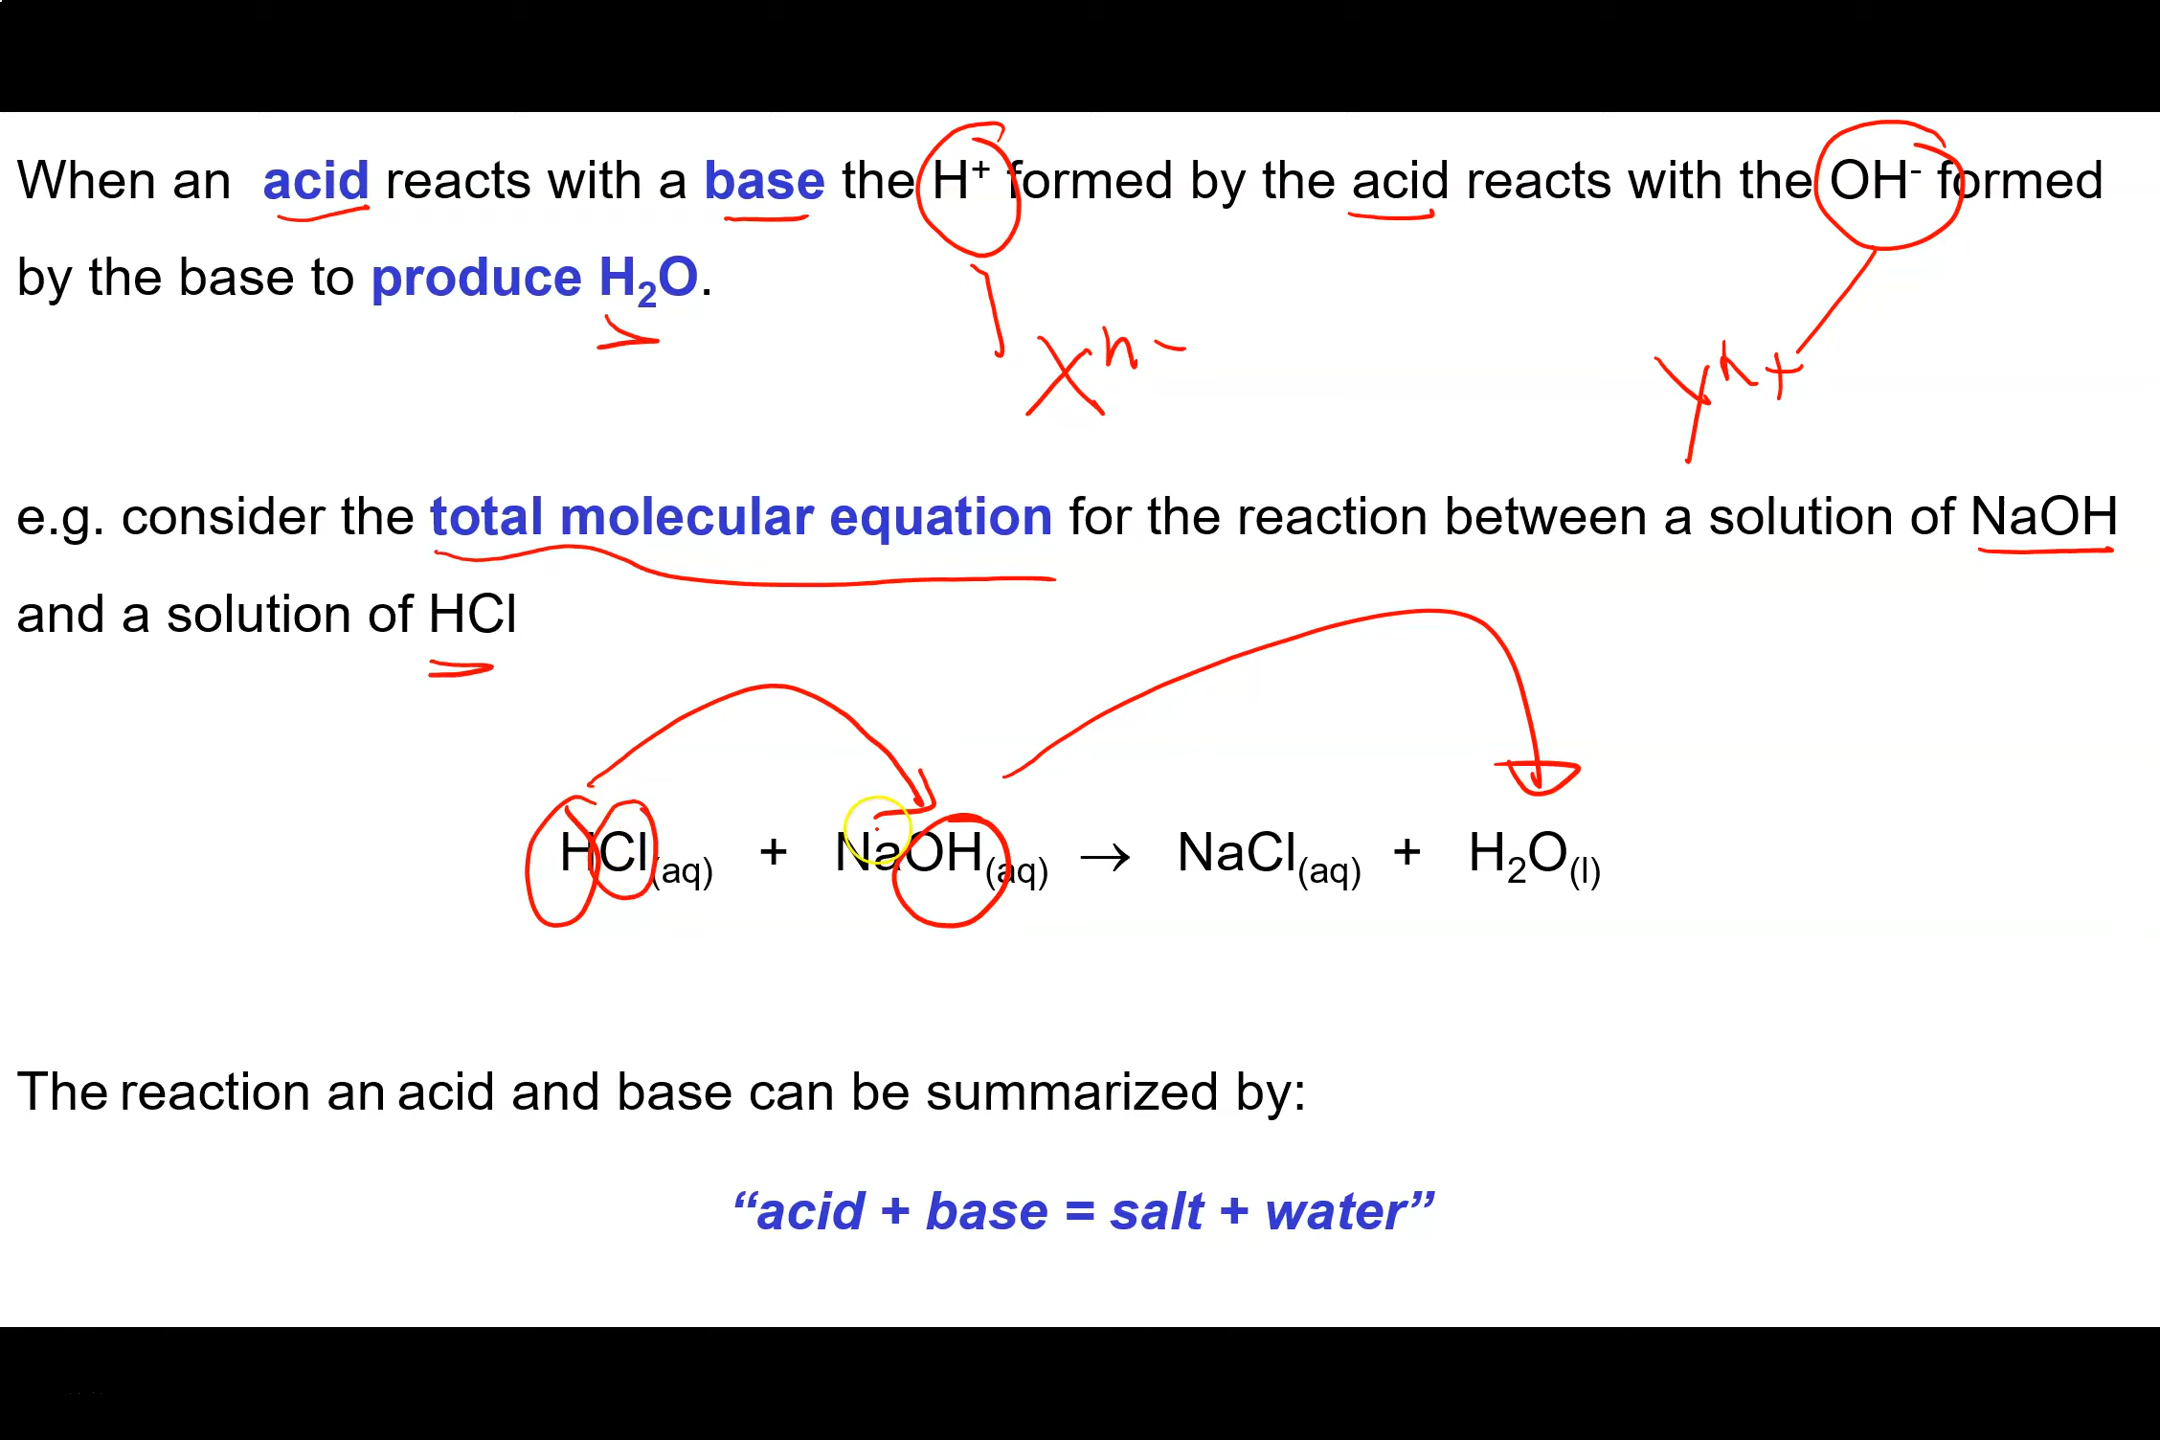 When an acid reacts with a base the H⁺ formed by the acid reacts with the OH⁻ formed
by the base to produce H₂O.
Xⁿ⁻ Yⁿ⁺
e.g. consider the total molecular equation for the reaction between a solution of NaOH
and a solution of HCl
HCl(aq) + NaOH(aq) → NaCl(aq) + H₂O(l)
The reaction an acid and base can be summarized by:
“acid + base = salt + water”